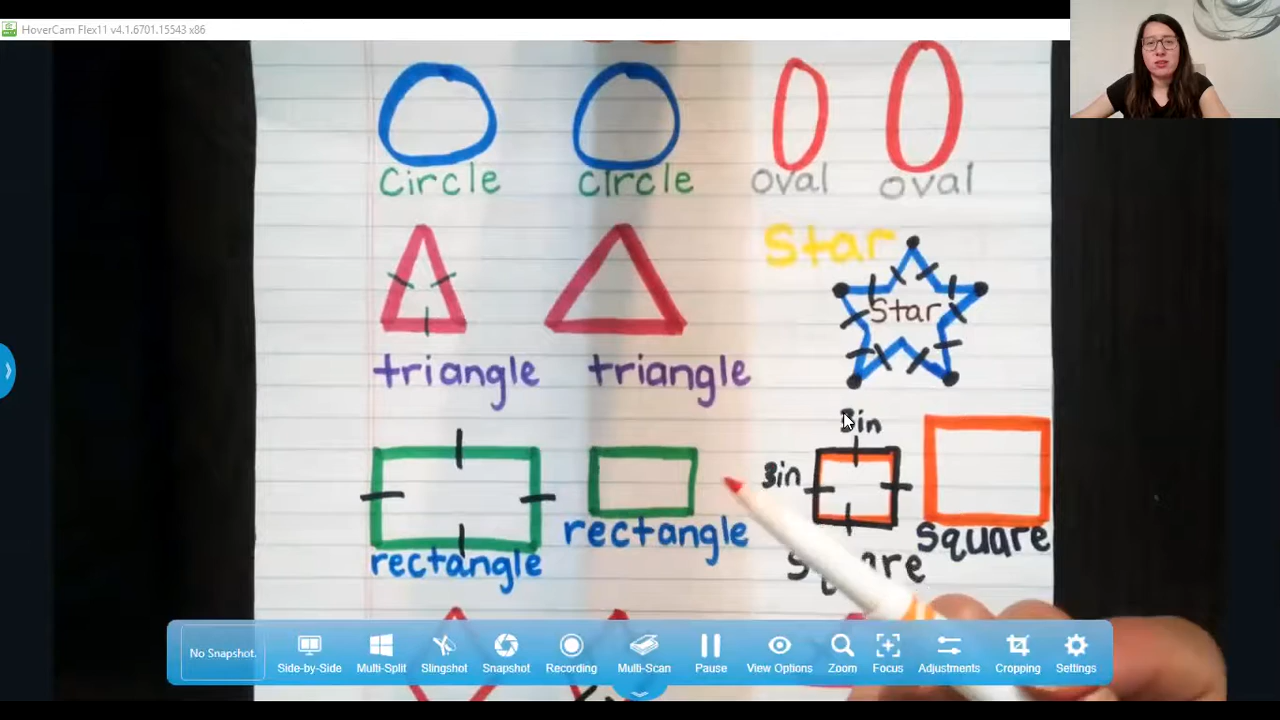 HoverCam Flex11 v4.1.6701.15543 x86
circle circle oval oval
Star
Star
triangle triangle
3in
3in
rectangle rectangle square square
No Snapshot.
Side-by-Side Multi-Split Slingshot Snapshot Recording Multi-Scan Pause View Options Zoom Focus Adjustments Cropping Settings